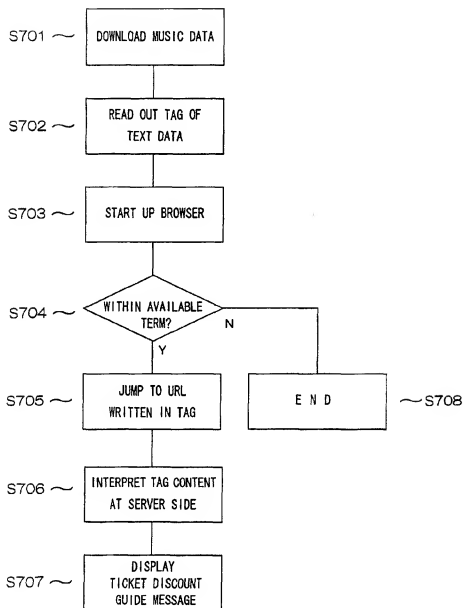 S701
DOWNLOAD MUSIC DATA
S702
READ OUT TAG OF
TEXT DATA
S703
START UP BROWSER
S704
WITHIN AVAILABLE
TERM?
N
Y
S705
JUMP TO URL
WRITTEN IN TAG
E N D
S708
S706
INTERPRET TAG CONTENT
AT SERVER SIDE
S707
DISPLAY
TICKET DISCOUNT
GUIDE MESSAGE